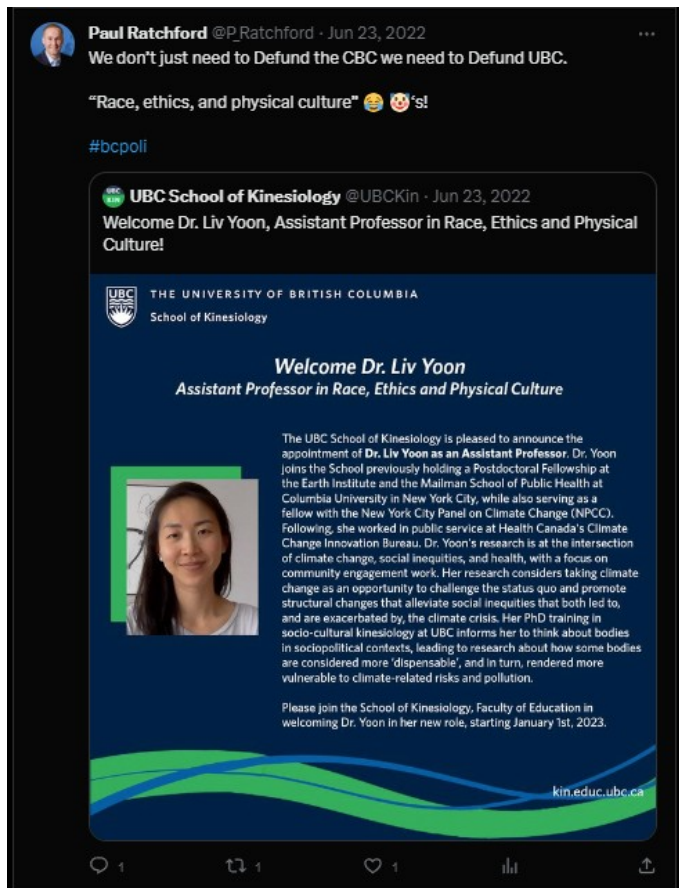 Paul Ratchford @P_Ratchford · Jun 23, 2022
We don't just need to Defund the CBC we need to Defund UBC.
“Race, ethics, and physical culture” 😂 🤡's!
#bcpoli
UBC School of Kinesiology @UBCKin · Jun 23, 2022
Welcome Dr. Liv Yoon, Assistant Professor in Race, Ethics and Physical
Culture!
UBC
THE UNIVERSITY OF BRITISH COLUMBIA
School of Kinesiology
Welcome Dr. Liv Yoon
Assistant Professor in Race, Ethics and Physical Culture
The UBC School of Kinesiology is pleased to announce the
appointment of Dr. Liv Yoon as an Assistant Professor. Dr. Yoon
joins the School previously holding a Postdoctoral Fellowship at
the Earth Institute and the Mailman School of Public Health at
Columbia University in New York City, while also serving as a
fellow with the New York City Panel on Climate Change (NPCC).
Following, she worked in public service at Health Canada's Climate
Change Innovation Bureau. Dr. Yoon's research is at the intersection
of climate change, social inequities, and health, with a focus on
community engagement work. Her research considers taking climate
change as an opportunity to challenge the status quo and promote
structural changes that alleviate social inequities that both led to,
and are exacerbated by, the climate crisis. Her PhD training in
socio-cultural kinesiology at UBC informs her to think about bodies
in sociopolitical contexts, leading to research about how some bodies
are considered more 'dispensable', and in turn, rendered more
vulnerable to climate-related risks and pollution.
Please join the School of Kinesiology, Faculty of Education in
welcoming Dr. Yoon in her new role, starting January 1st, 2023.
kin.educ.ubc.ca
1 1 1